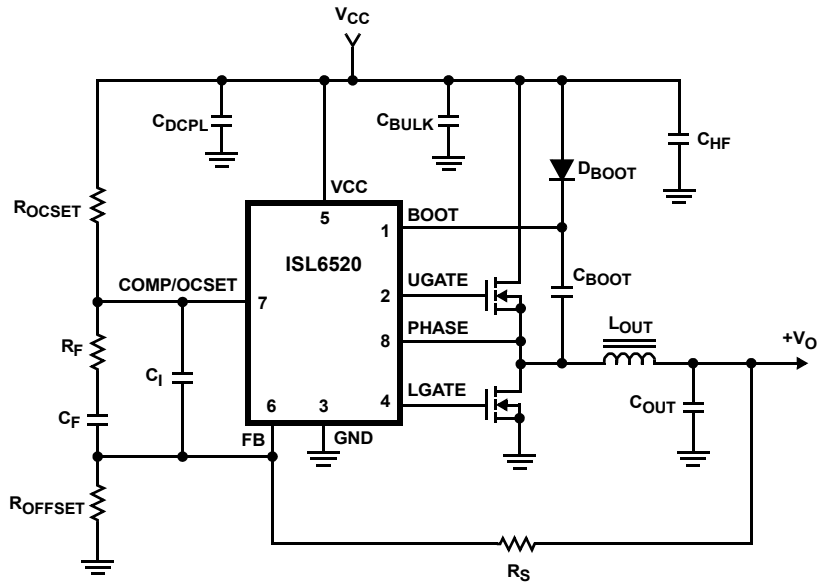 VCC
CDCPL
CBULK
CHF
DBOOT
VCC
ROCSET
5
BOOT
1
ISL6520
COMP/OCSET
UGATE
CBOOT
7
2
LOUT
PHASE
+VO
RF
8
CI
LGATE
COUT
CF
6
3
4
FB
GND
ROFFSET
RS